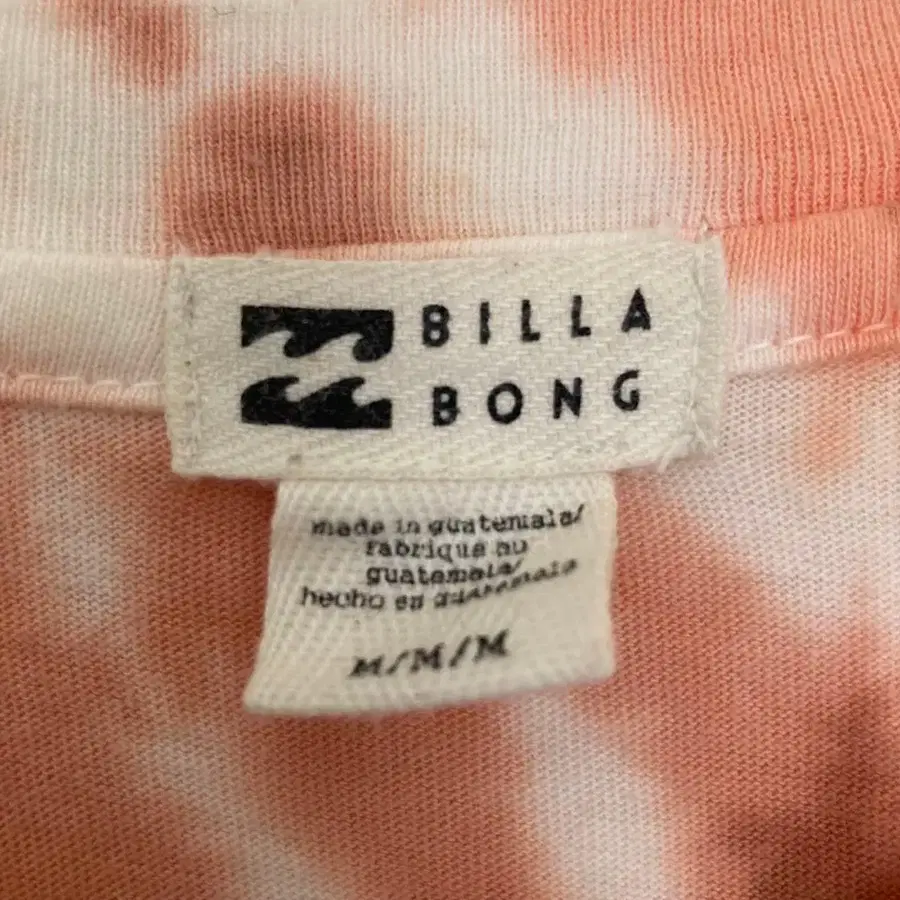 BILLA
BONG
made in guatemala/
fabriqué au
guatemala/
hecho en guatemala
M/M/M